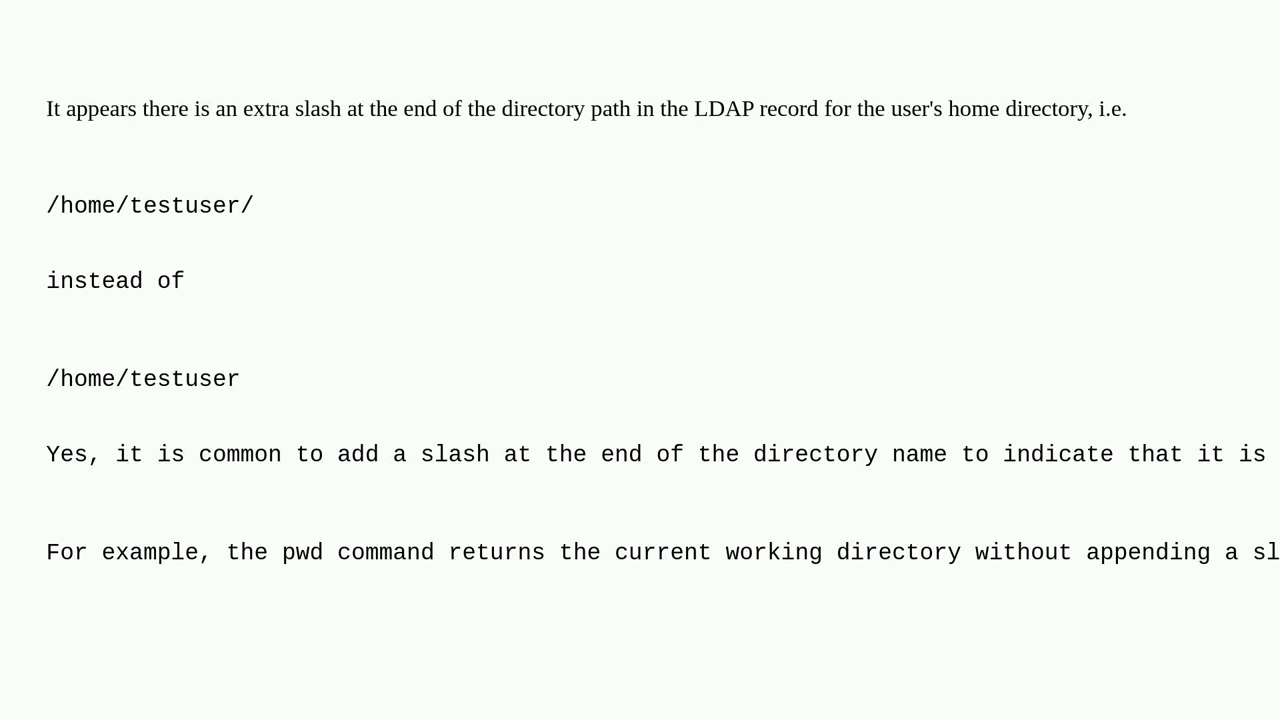 It appears there is an extra slash at the end of the directory path in the LDAP record for the user's home directory, i.e.
/home/testuser/
instead of
/home/testuser
Yes, it is common to add a slash at the end of the directory name to indicate that it is
For example, the pwd command returns the current working directory without appending a sl